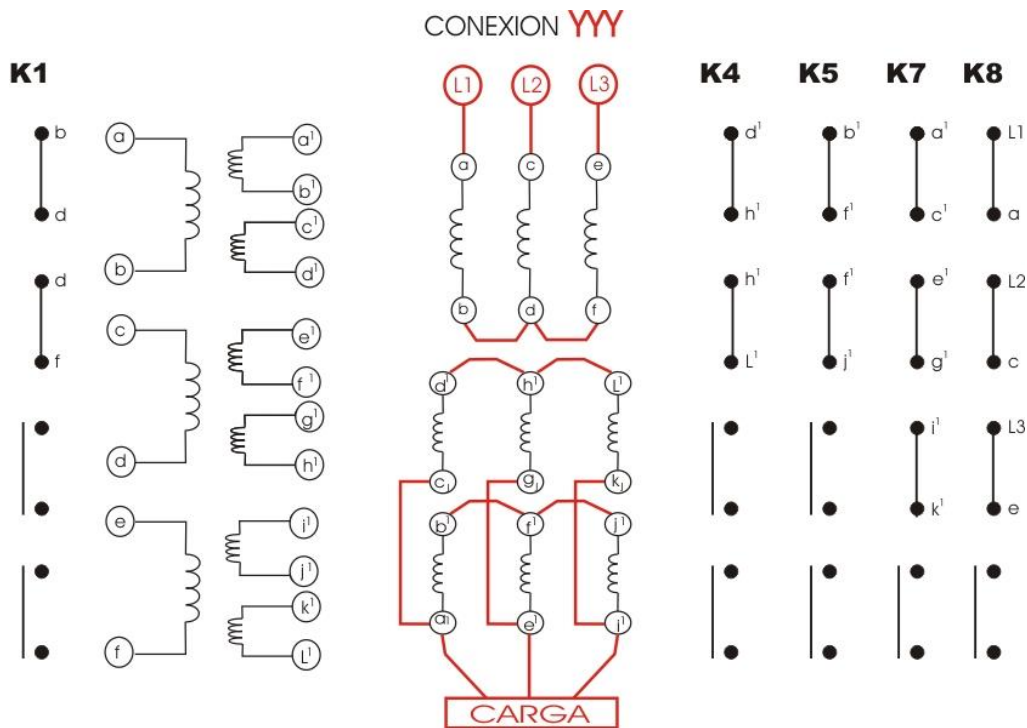 CONEXION YYY
K1
K4 K5 K7 K8
L1 L2 L3
b
d
d
f
a
b
c
d
e
f
a¹
b¹
c¹
d¹
e¹
f¹
g¹
h¹
i¹
j¹
k¹
L¹
a c e
b d f
d¹ h¹ L¹
c₁ g₁ k₁
b¹ f¹ j¹
a¹ e¹ i¹
CARGA
d¹ b¹ a¹ L1
h¹ f¹ c¹ a
h¹ f¹ e¹ L2
L¹ j¹ g¹ c
i¹ L3
k¹ e